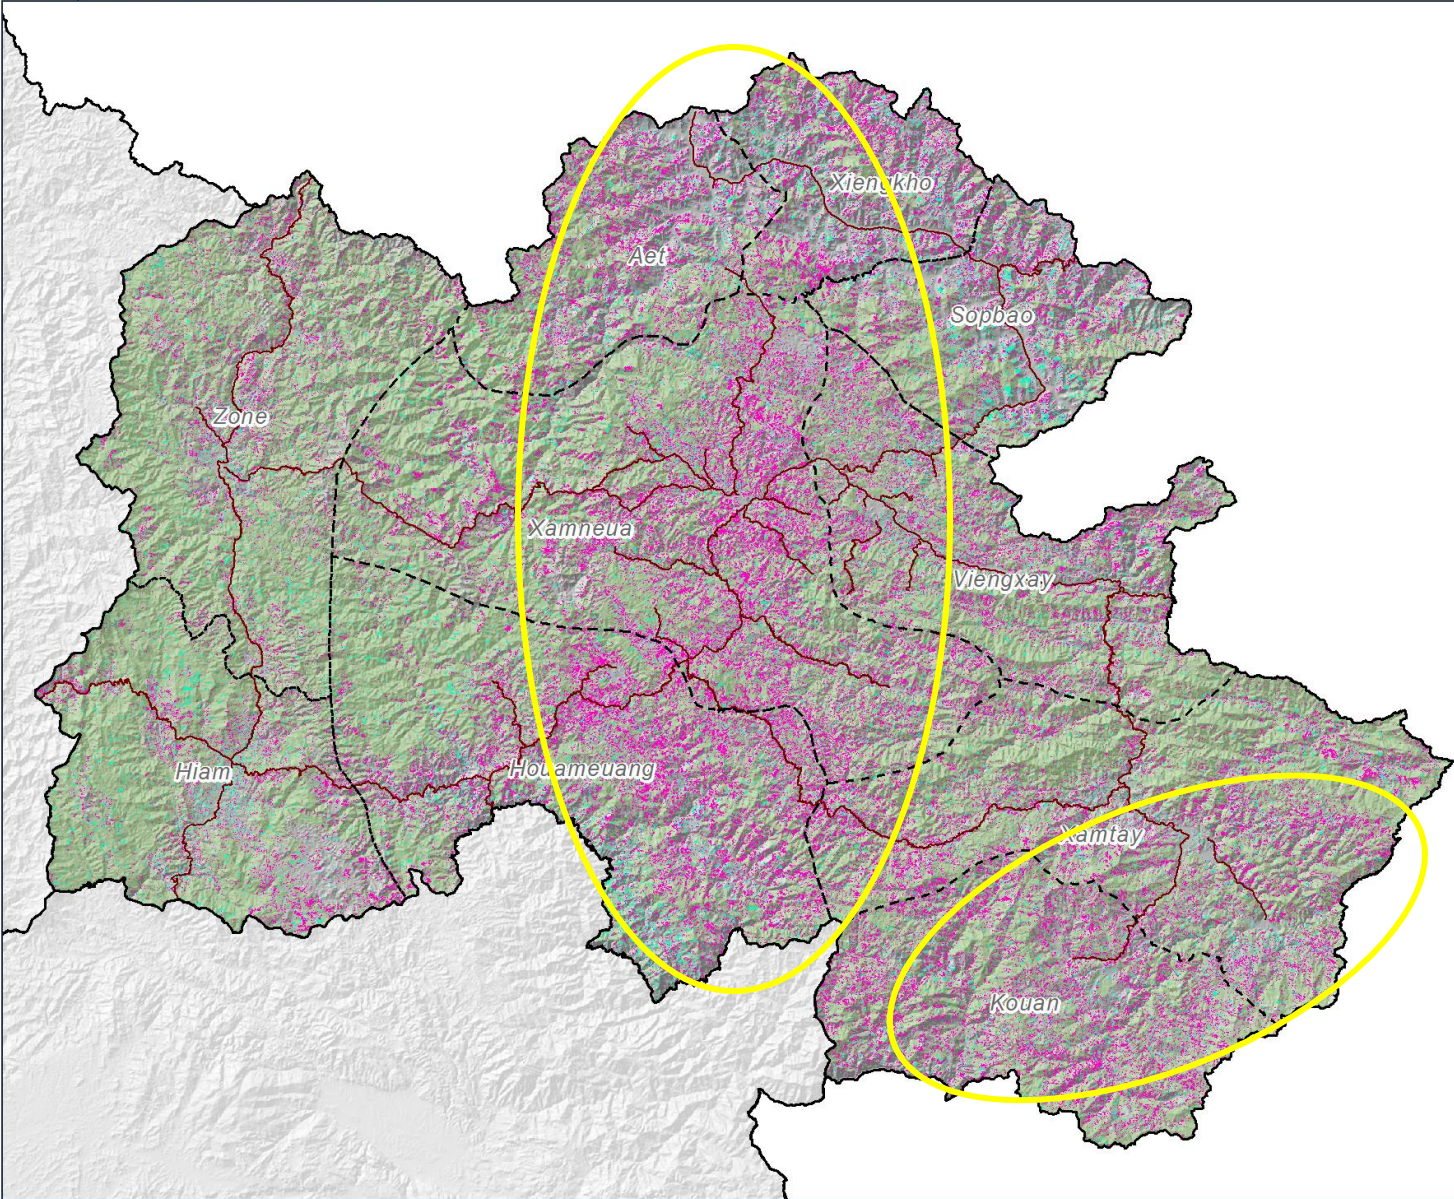 Xiengkho
Aet
Sopbao
Zone
Xamneua
Viengxay
Hiam
Houameuang
Xamtay
Kouan